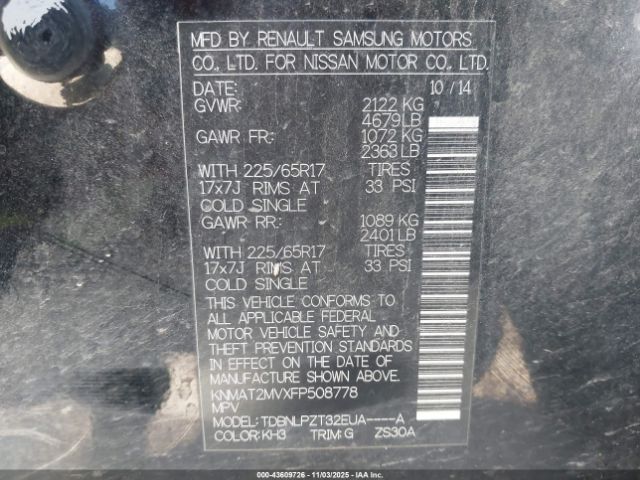 MFD BY RENAULT SAMSUNG MOTORS
CO., LTD. FOR NISSAN MOTOR CO., LTD.
DATE: 10/14
GVWR: 2122 KG
4679 LB
GAWR FR: 1072 KG
2363 LB
WITH 225/65R17 TIRES
17x7J RIMS AT 33 PSI
COLD SINGLE
GAWR RR: 1089 KG
2401 LB
WITH 225/65R17 TIRES
17x7J RIMS AT 33 PSI
COLD SINGLE
THIS VEHICLE CONFORMS TO
ALL APPLICABLE FEDERAL
MOTOR VEHICLE SAFETY AND
THEFT PREVENTION STANDARDS
IN EFFECT ON THE DATE OF
MANUFACTURE SHOWN ABOVE.
KNMAT2MVXFP508778
MPV
MODEL: TDBNLPZT32EUA----A
COLOR: KH3 TRIM: G ZS30A
000-43609726 - 11/03/2025 - IAAI.COM